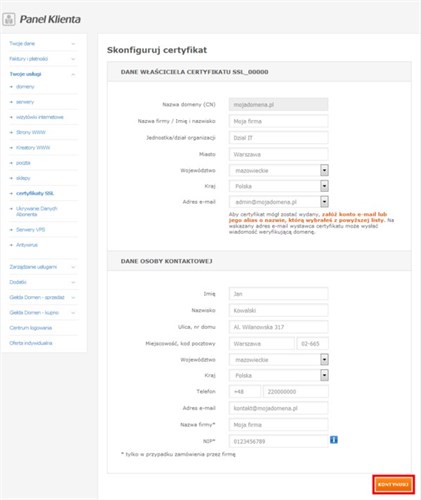 Panel Klienta
Twoje dane
Faktury i płatności
Twoje usługi
domeny
serwery
wizytówki internetowe
Strony WWW
Kreatory WWW
poczta
sklepy
certyfikaty SSL
Ukrywanie Danych
Abonenta
Serwery VPS
Antywirus
Zarządzanie usługami
Dodatki
Giełda Domen - sprzedaż
Giełda Domen - kupno
Centrum logowania
Oferta indywidualna
Skonfiguruj certyfikat
DANE WŁAŚCICIELA CERTYFIKATU SSL_00000
Nazwa domeny (CN) mojadomena.pl
Nazwa firmy / Imię i nazwisko Moja firma
Jednostka/dział organizacji Dział IT
Miasto Warszawa
Województwo mazowieckie
Kraj Polska
Adres e-mail admin@mojadomena.pl
Aby certyfikat mógł zostać wydany, załóż konto e-mail lub
jego alias o nazwie, którą wybrałeś z powyższej listy. Na
wskazany adres e-mail wystawca certyfikatu może wysłać
wiadomość weryfikującą domenę.
DANE OSOBY KONTAKTOWEJ
Imię Jan
Nazwisko Kowalski
Ulica, nr domu Al. Wilanowska 317
Miejscowość, kod pocztowy Warszawa 02-665
Województwo mazowieckie
Kraj Polska
Telefon +48 220000000
Adres e-mail kontakt@mojadomena.pl
Nazwa firmy* Moja firma
NIP* 0123456789
* tylko w przypadku zamówienia przez firmę
KONTYNUUJ